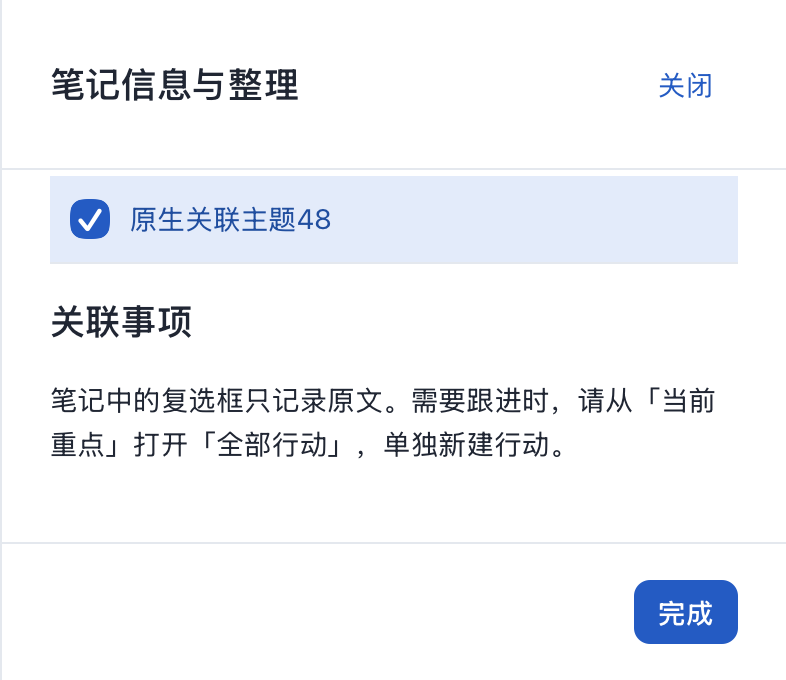 笔记信息与整理
关闭
原生关联主题48
关联事项
笔记中的复选框只记录原文。需要跟进时，请从「当前
重点」打开「全部行动」，单独新建行动。
完成